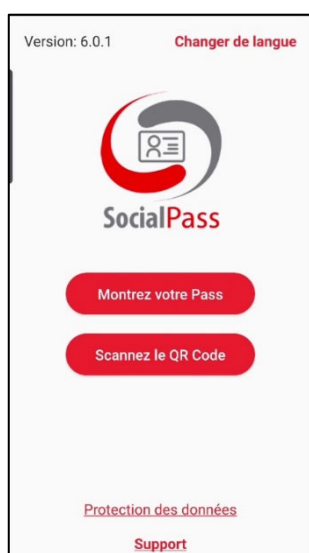 Version: 6.0.1 Changer de langue
SocialPass
Montrez votre Pass
Scannez le QR Code
Protection des données
Support